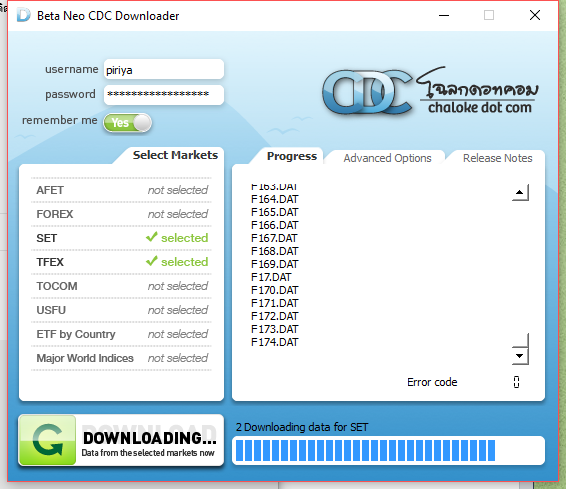 Beta Neo CDC Downloader
username piriya
password *****************
remember me Yes
CDC โฉลกดอทคอม
chaloke dot com
Select Markets
AFET not selected
FOREX not selected
SET selected
TFEX selected
TOCOM not selected
USFU not selected
ETF by Country not selected
Major World Indices not selected
Progress Advanced Options Release Notes
F163.DAT
F164.DAT
F165.DAT
F166.DAT
F167.DAT
F168.DAT
F169.DAT
F17.DAT
F170.DAT
F171.DAT
F172.DAT
F173.DAT
F174.DAT
Error code 0
DOWNLOADING...
Data from the selected markets now
2 Downloading data for SET